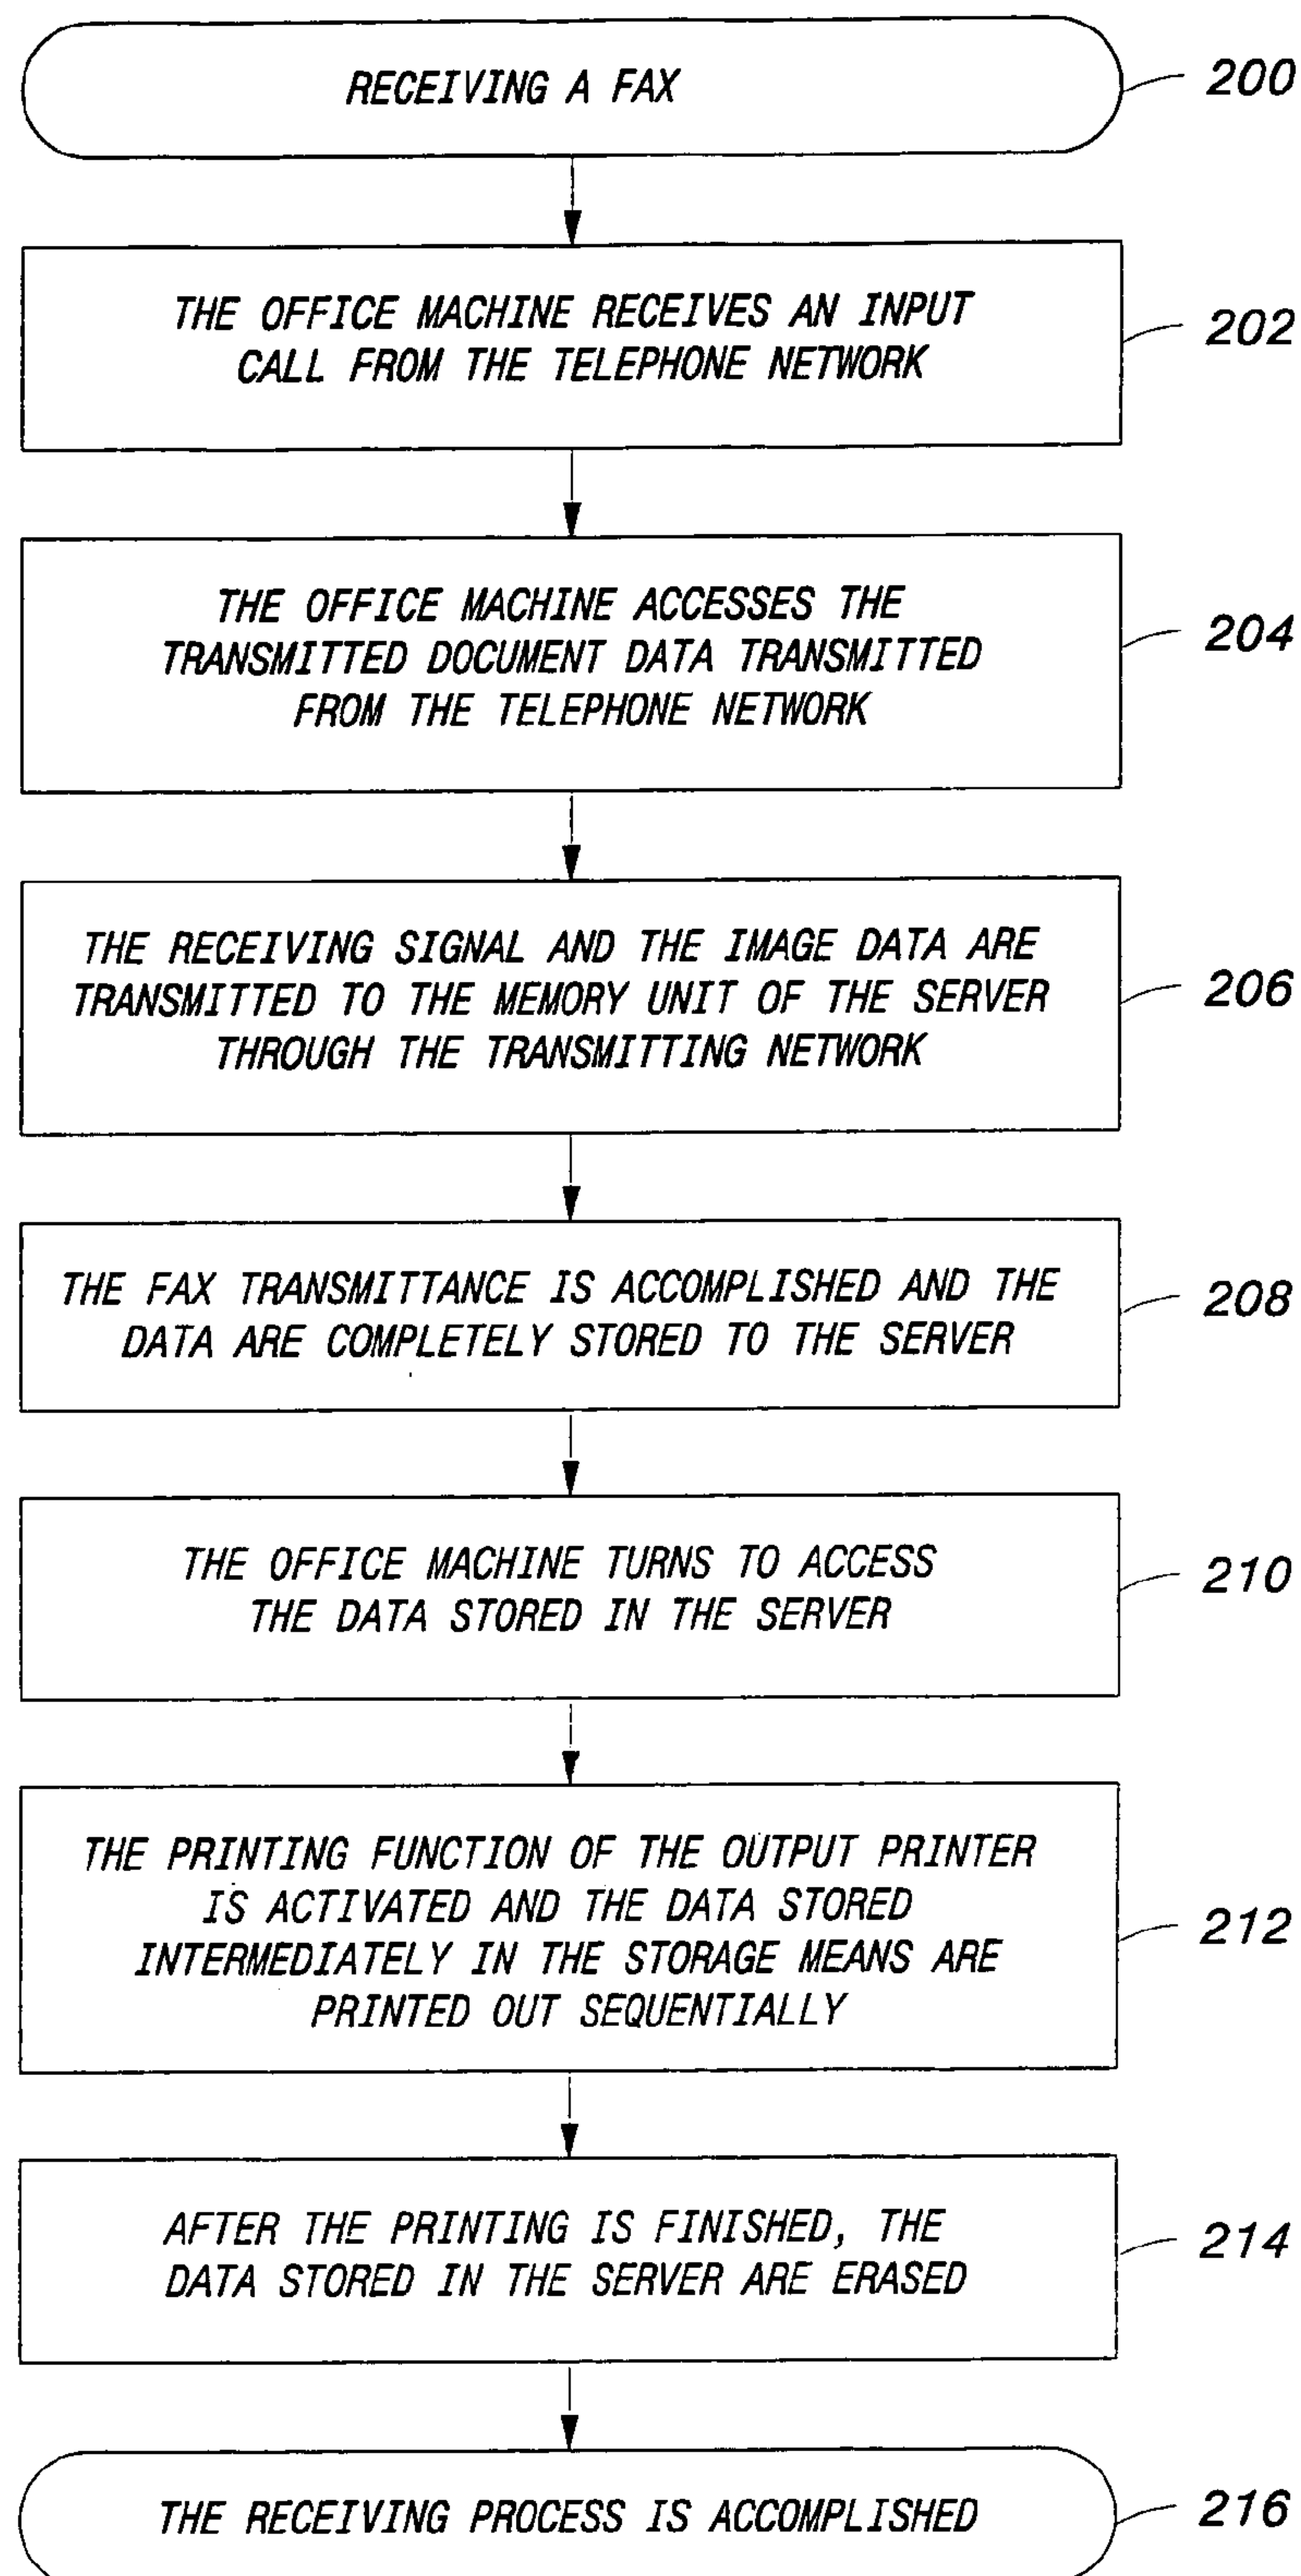 RECEIVING A FAX
200
THE OFFICE MACHINE RECEIVES AN INPUT
CALL FROM THE TELEPHONE NETWORK
202
THE OFFICE MACHINE ACCESSES THE
TRANSMITTED DOCUMENT DATA TRANSMITTED
FROM THE TELEPHONE NETWORK
204
THE RECEIVING SIGNAL AND THE IMAGE DATA ARE
TRANSMITTED TO THE MEMORY UNIT OF THE SERVER
THROUGH THE TRANSMITTING NETWORK
206
THE FAX TRANSMITTANCE IS ACCOMPLISHED AND THE
DATA ARE COMPLETELY STORED TO THE SERVER
208
THE OFFICE MACHINE TURNS TO ACCESS
THE DATA STORED IN THE SERVER
210
THE PRINTING FUNCTION OF THE OUTPUT PRINTER
IS ACTIVATED AND THE DATA STORED
INTERMEDIATELY IN THE STORAGE MEANS ARE
PRINTED OUT SEQUENTIALLY
212
AFTER THE PRINTING IS FINISHED, THE
DATA STORED IN THE SERVER ARE ERASED
214
THE RECEIVING PROCESS IS ACCOMPLISHED
216